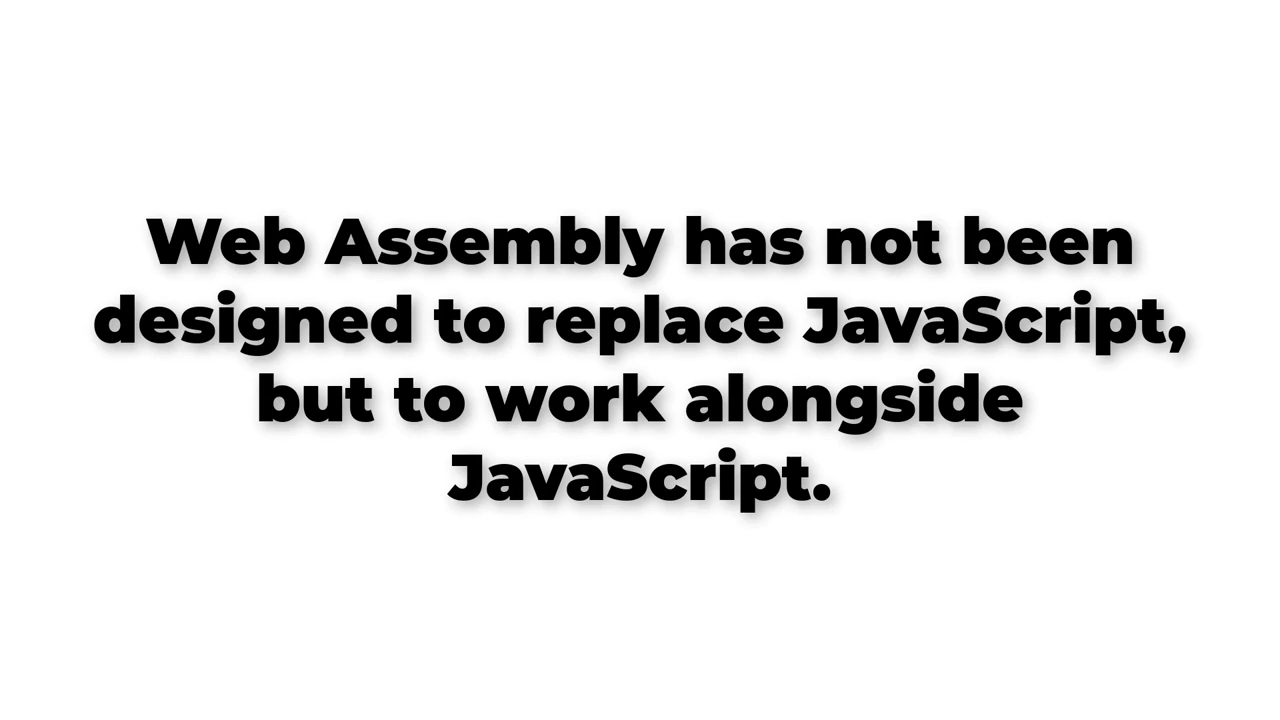 Web Assembly has not been
designed to replace JavaScript,
but to work alongside
JavaScript.